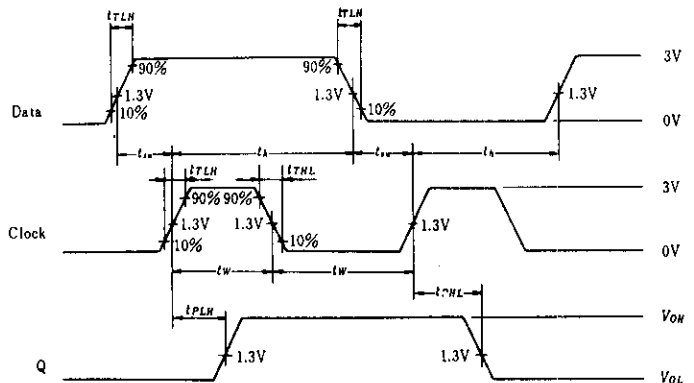 tTLH tTLH
90% 90% 3V
Data 1.3V 1.3V 1.3V
10% 10% 0V
tsu th tsu th
tTLH tTHL
90% 90% 3V
Clock 1.3V 1.3V 1.3V
10% 10% 0V
tw tw
tPLH tPHL
VOH
1.3V 1.3V
Q VOL